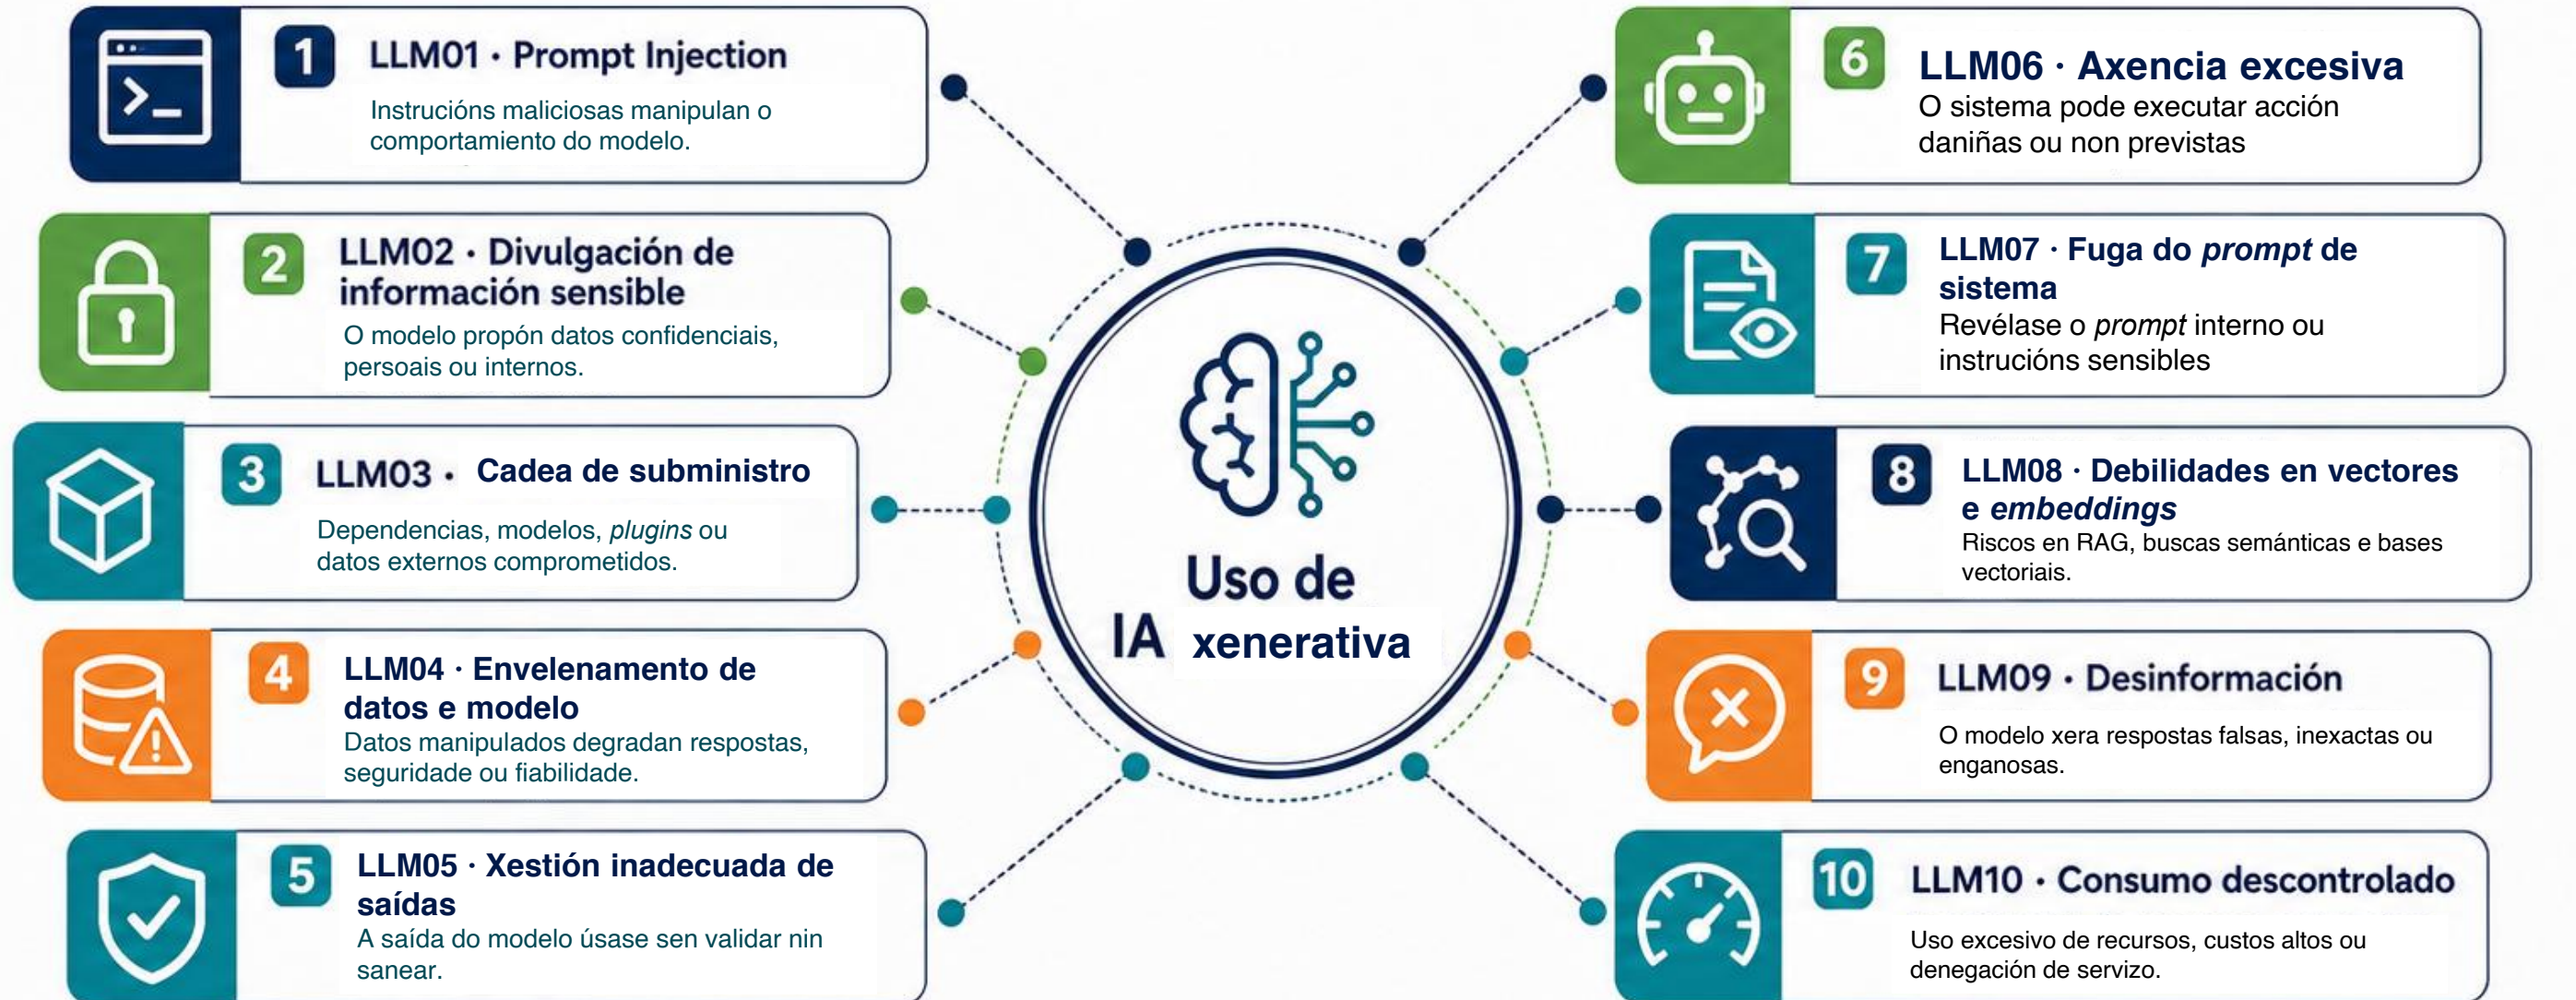 1
LLM01 · Prompt Injection
Instrucións maliciosas manipulan o
comportamiento do modelo.
2
LLM02 · Divulgación de
información sensible
O modelo propón datos confidenciais,
persoais ou internos.
3
LLM03 · Cadea de subministro
Dependencias, modelos, plugins ou
datos externos comprometidos.
4
LLM04 · Envelenamento de
datos e modelo
Datos manipulados degradan respostas,
seguridade ou fiabilidade.
5
LLM05 · Xestión inadecuada de
saídas
A saída do modelo úsase sen validar nin
sanear.
Uso de
IA xenerativa
6
LLM06 · Axencia excesiva
O sistema pode executar acción
daniñas ou non previstas
7
LLM07 · Fuga do prompt de
sistema
Revélase o prompt interno ou
instrucións sensibles
8
LLM08 · Debilidades en vectores
e embeddings
Riscos en RAG, buscas semánticas e bases
vectoriais.
9
LLM09 · Desinformación
O modelo xera respostas falsas, inexactas ou
enganosas.
10
LLM10 · Consumo descontrolado
Uso excesivo de recursos, custos altos ou
denegación de servizo.